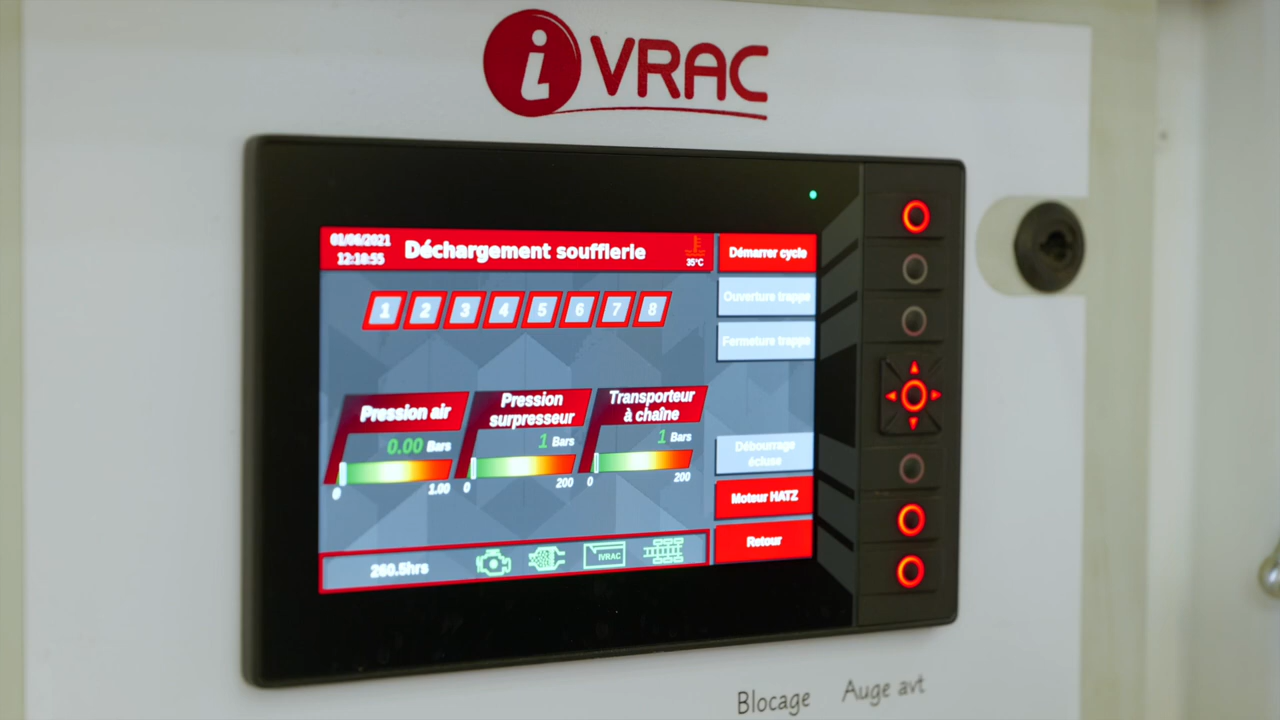 i VRAC
01/06/2021
12:18:55
Déchargement soufflerie
35°C
Démarrer cycle
Ouverture trappe
Fermeture trappe
1 2 3 4 5 6 7 8
Pression air
0.00 Bars
0 1.00
Pression
surpresseur
1 Bars
0 200
Transporteur
à chaîne
1 Bars
0 200
Débourrage
écluse
Moteur HATZ
Retour
260.5hrs
IVRAC
Blocage
Auge avt